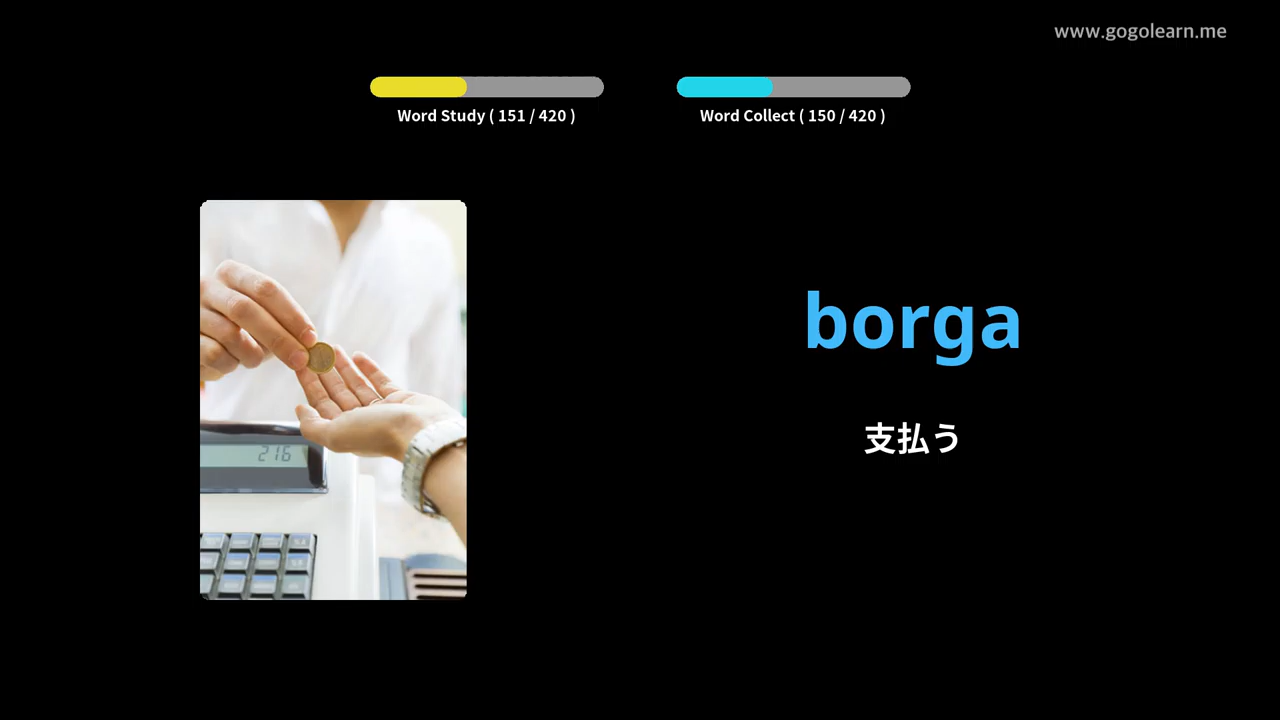 www.gogolearn.me
Word Study ( 151 / 420 )
Word Collect ( 150 / 420 )
borga
支払う
216